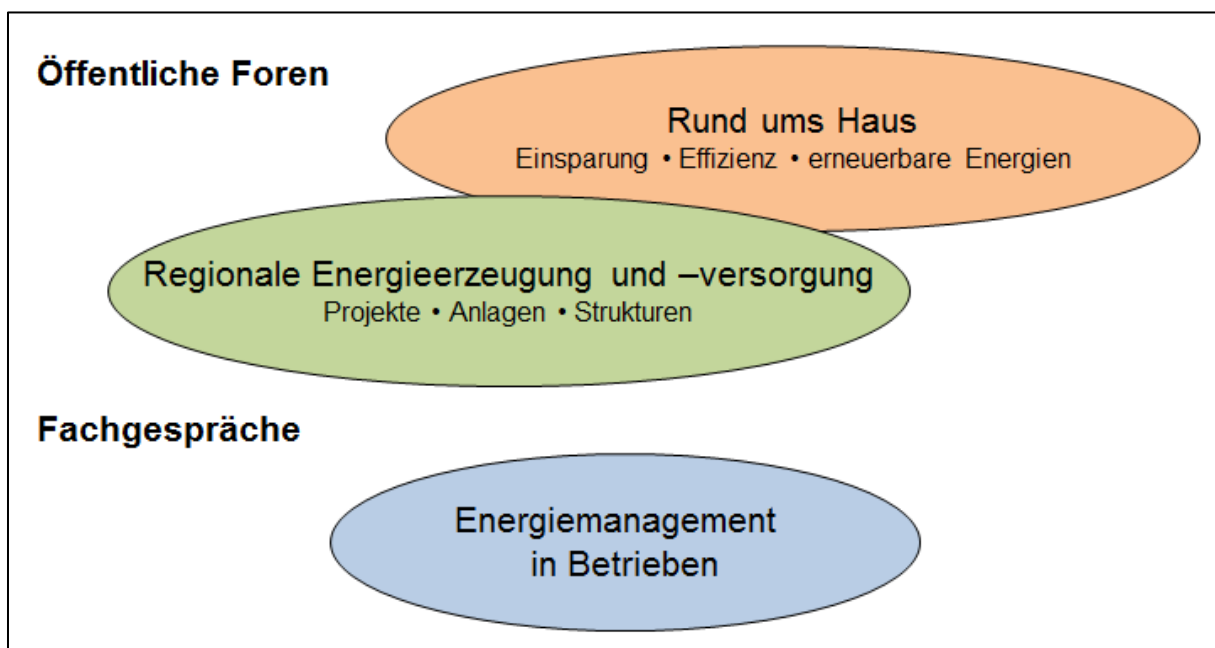 Öffentliche Foren
Rund ums Haus
Einsparung • Effizienz • erneuerbare Energien
Regionale Energieerzeugung und –versorgung
Projekte • Anlagen • Strukturen
Fachgespräche
Energiemanagement
in Betrieben